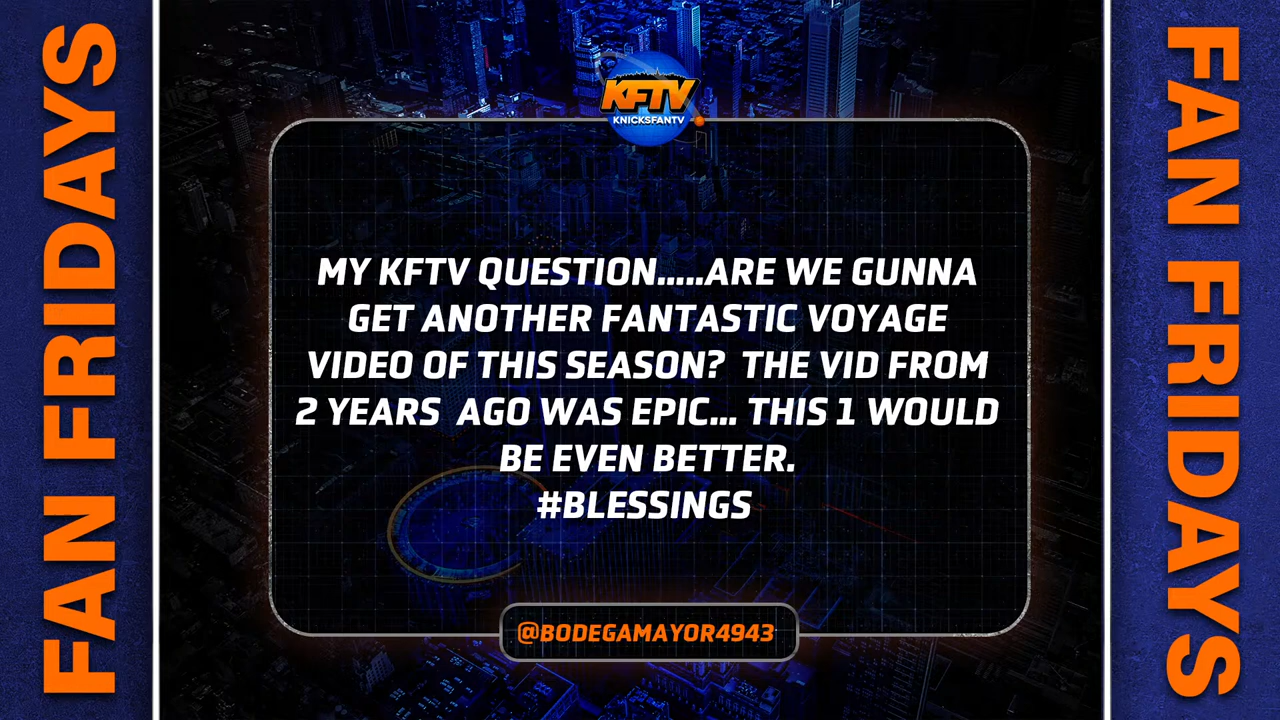 FAN FRIDAYS
KFTV
KNICKSFANTV
MY KFTV QUESTION.....ARE WE GUNNA
GET ANOTHER FANTASTIC VOYAGE
VIDEO OF THIS SEASON?  THE VID FROM
2 YEARS  AGO WAS EPIC... THIS 1 WOULD
BE EVEN BETTER.
#BLESSINGS
@BODEGAMAYOR4943
FAN FRIDAYS